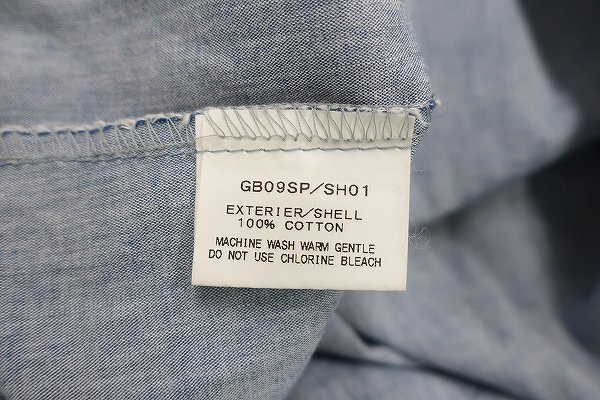 GB09SP/SH01
EXTERIER/SHELL
100% COTTON
MACHINE WASH WARM GENTLE
DO NOT USE CHLORINE BLEACH